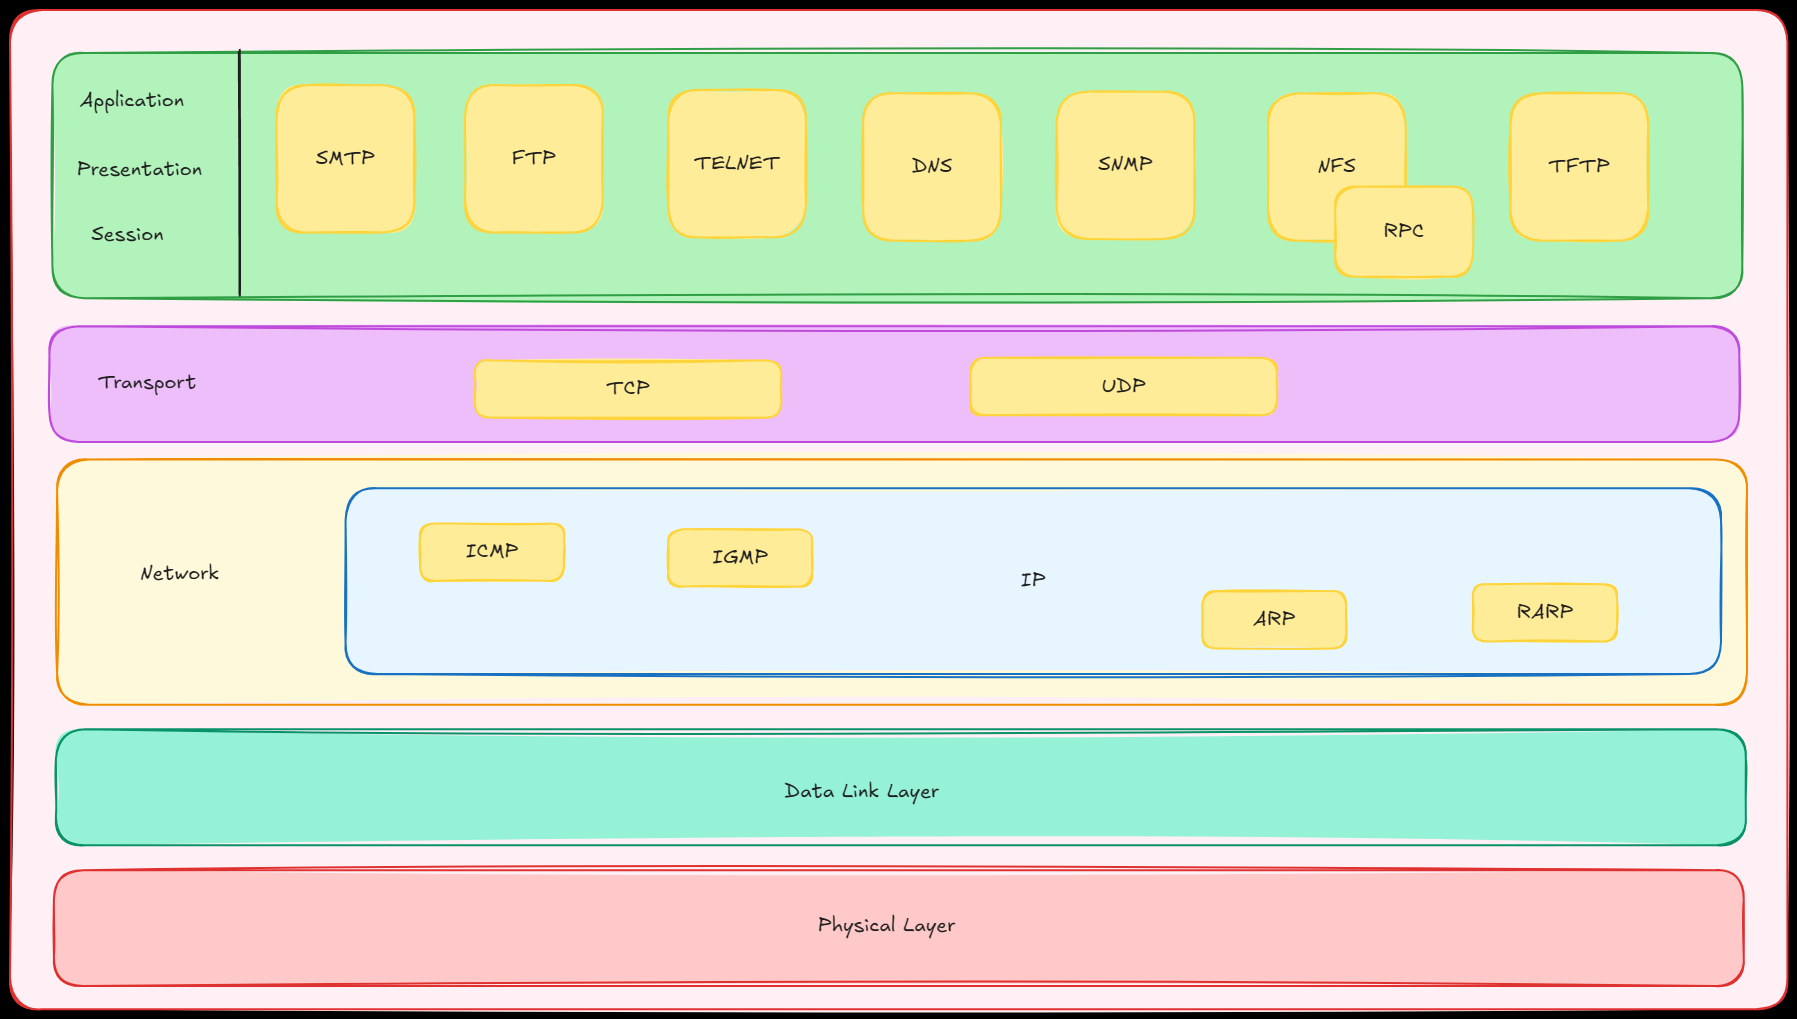 Application
Presentation
Session
SMTP
FTP
TELNET
DNS
SNMP
NFS
RPC
TFTP
Transport
TCP
UDP
Network
ICMP
IGMP
IP
ARP
RARP
Data Link Layer
Physical Layer